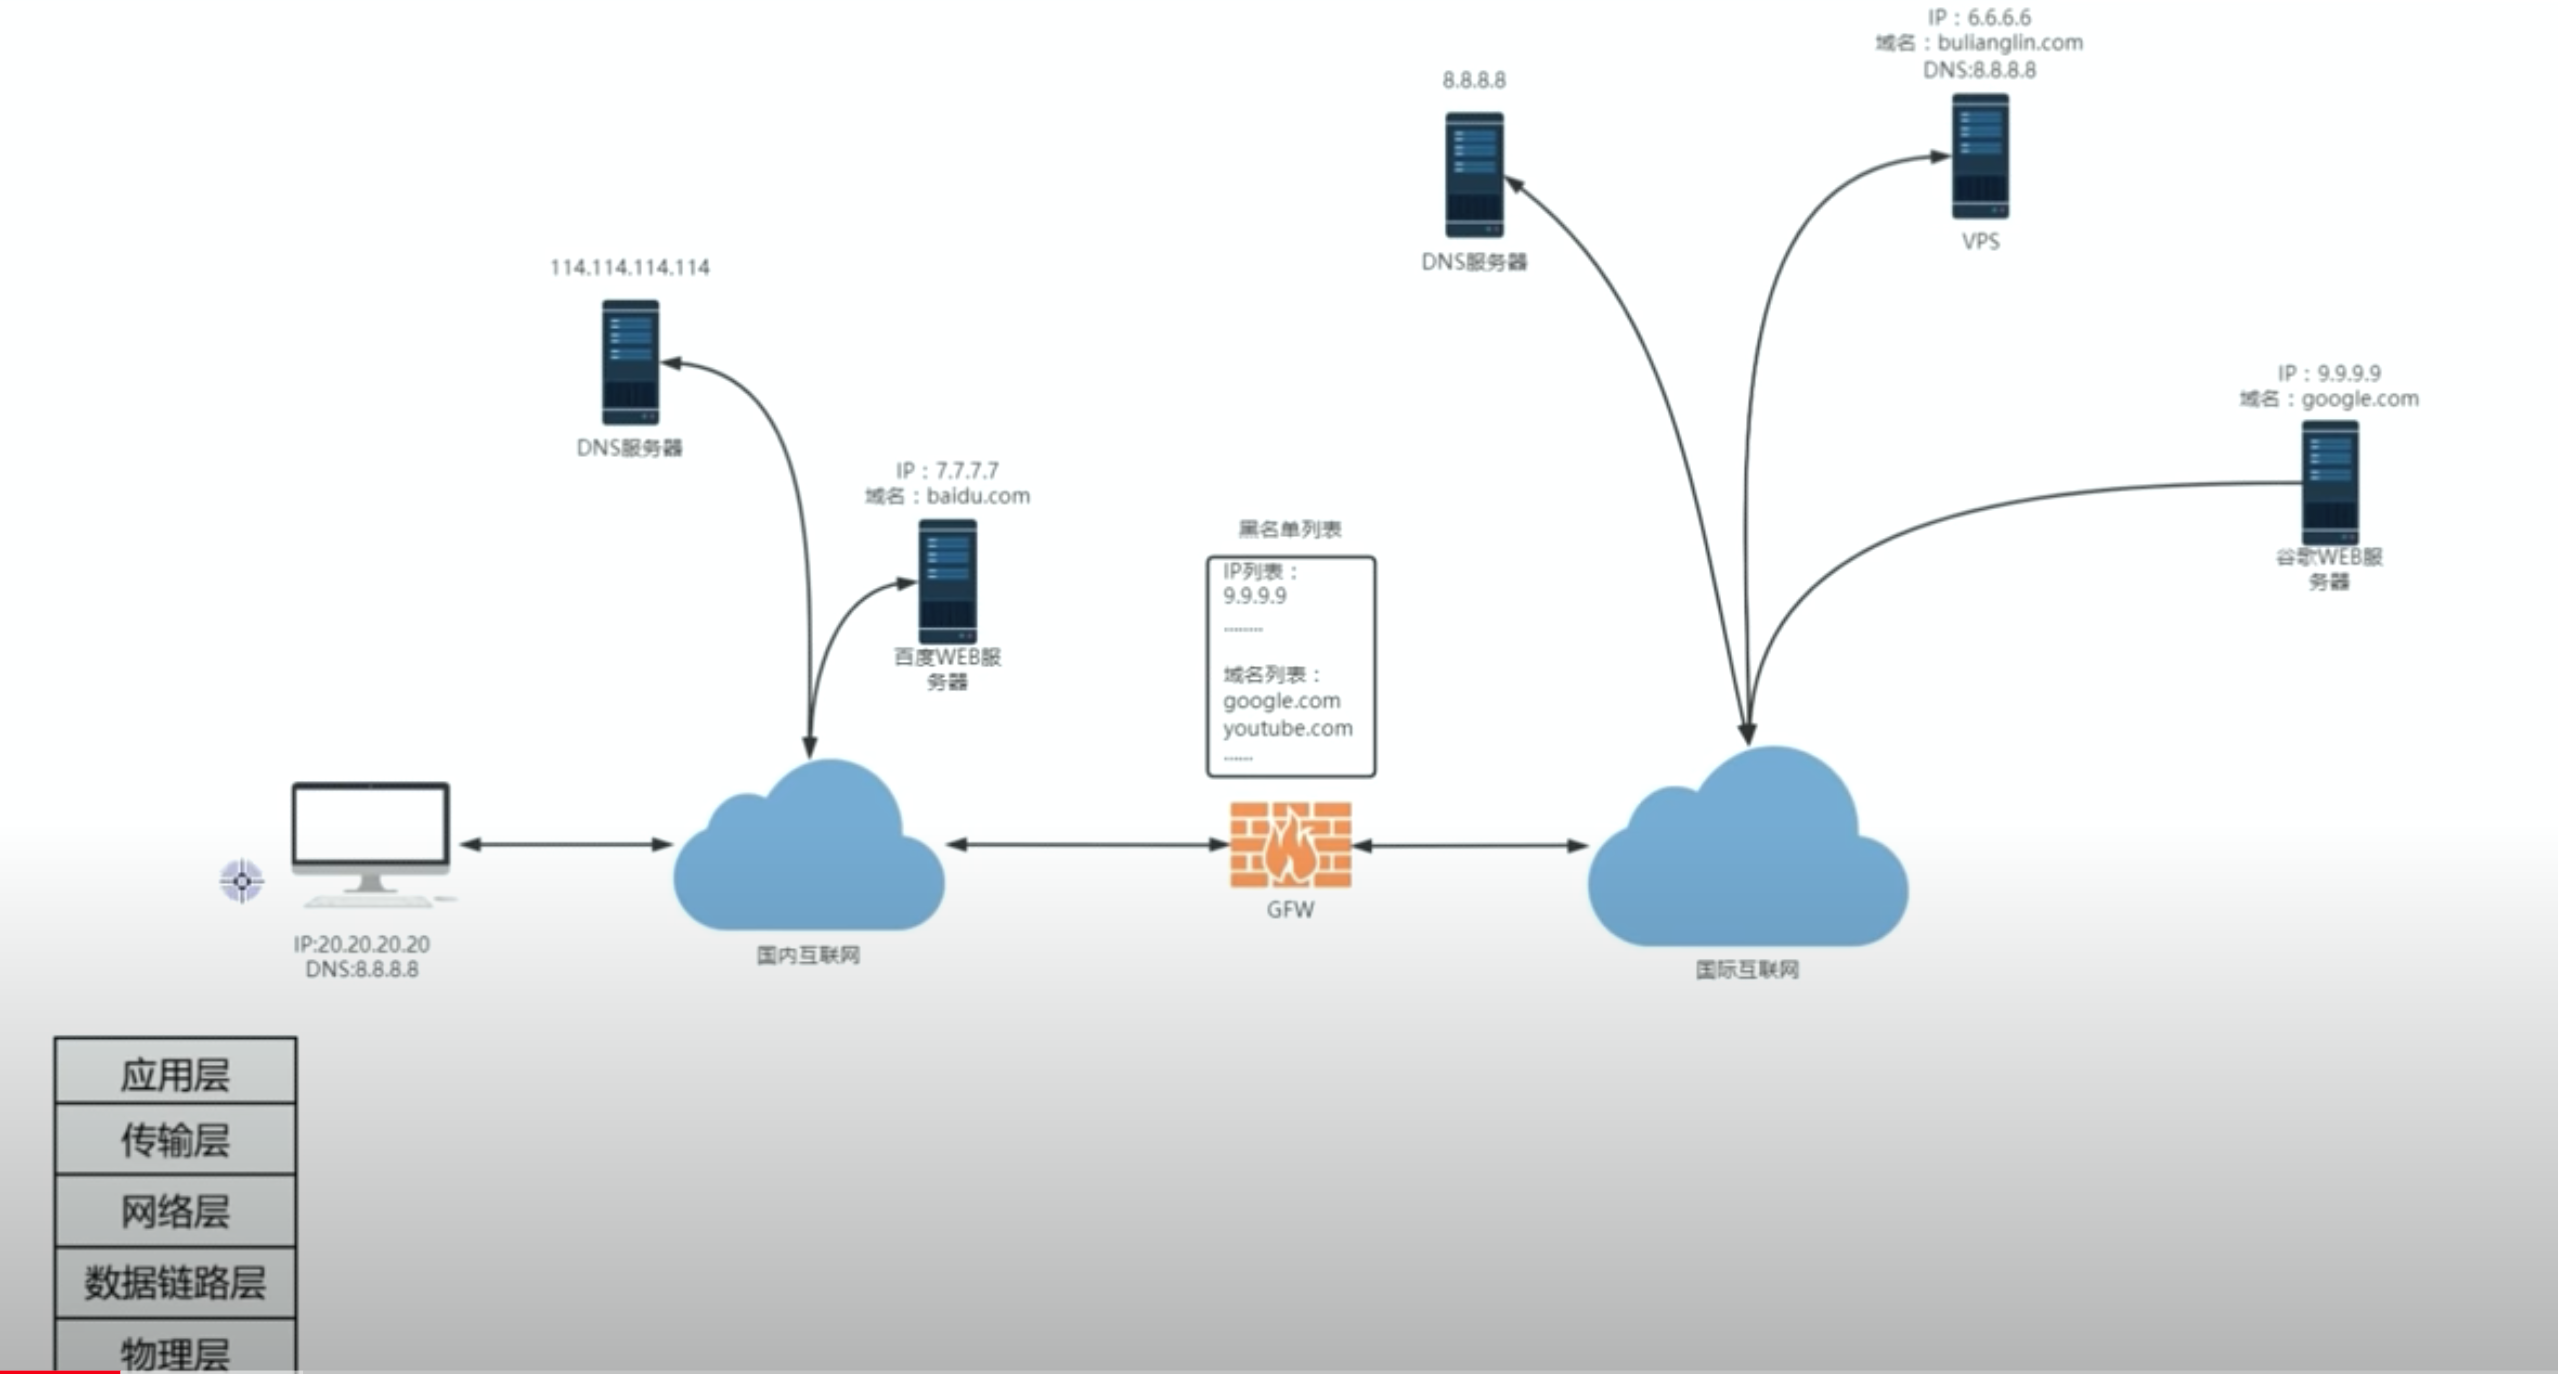 IP：6.6.6.6
域名：bulianglin.com
DNS:8.8.8.8
VPS
8.8.8.8
DNS服务器
114.114.114.114
DNS服务器
IP：9.9.9.9
域名：google.com
谷歌WEB服
务器
IP：7.7.7.7
域名：baidu.com
百度WEB服
务器
黑名单列表
IP列表：
9.9.9.9
........
域名列表：
google.com
youtube.com
......
GFW
IP:20.20.20.20
DNS:8.8.8.8
国内互联网
国际互联网
应用层
传输层
网络层
数据链路层
物理层